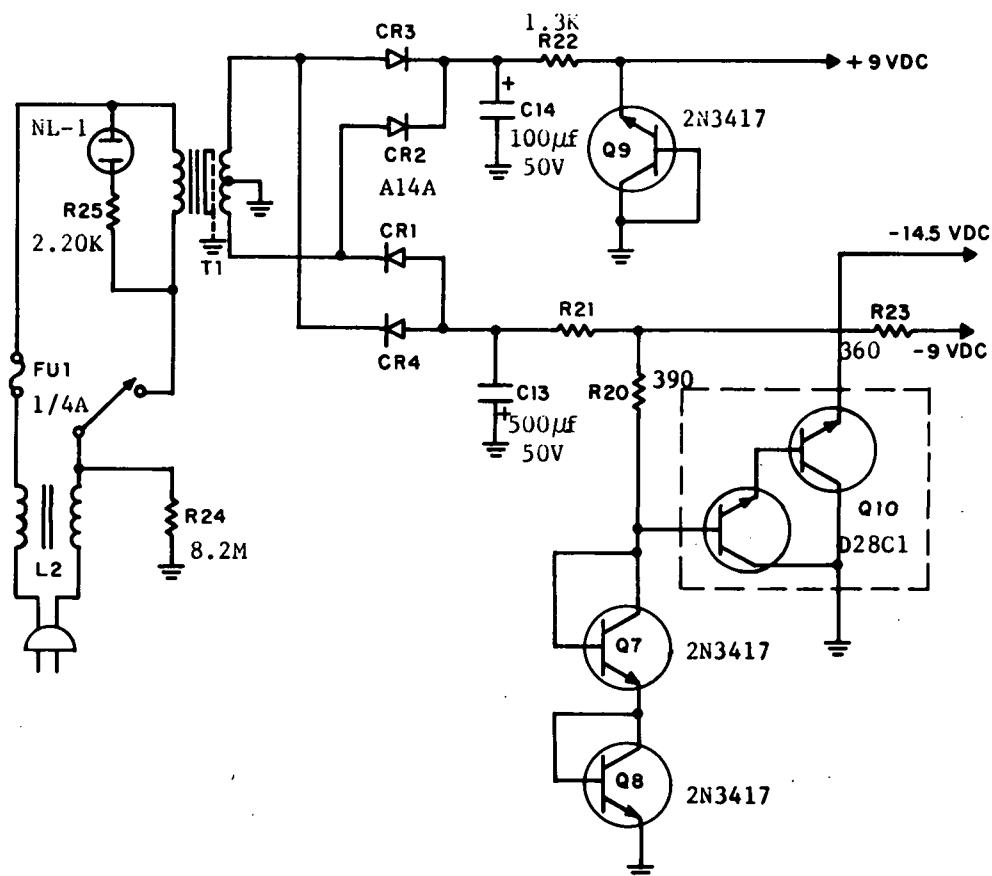 1.3K
CR3
R22
+ 9 VDC
NL-1
C14
2N3417
+
Q9
100μf
50V
CR2
A14A
R25
2.20K
CR1
T1
-14.5 VDC
R21
R23
360
-9 VDC
CR4
FU1
1/4A
R20
390
C13
+
500μf
50V
Q10
D28C1
R24
8.2M
L2
Q7
2N3417
Q8
2N3417